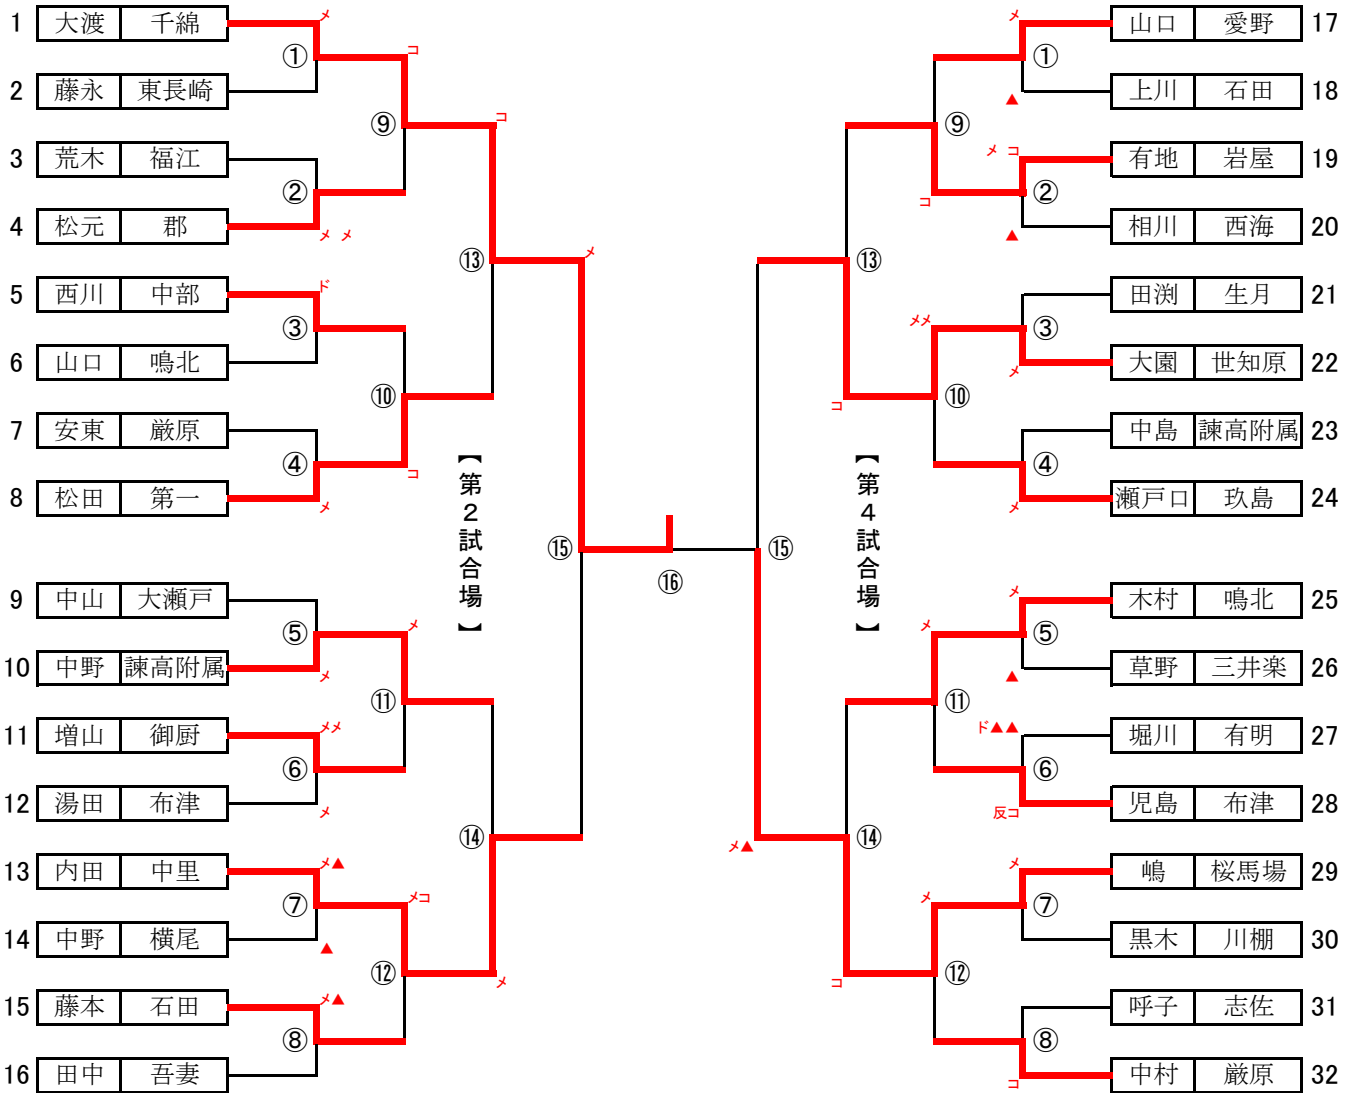 1 大渡 千綿 メ
① コ
2 藤永 東長崎
⑨ コ
3 荒木 福江
②
4 松元 郡 メ メ
⑬ メ
5 西川 中部 ド
③
6 山口 鳴北
⑩
7 安東 厳原
④ コ
8 松田 第一 メ
【第2試合場】
⑮
9 中山 大瀬戸
⑤ メ
10 中野 諫高附属 メ
⑪
11 増山 御厨 メメ
⑥
12 湯田 布津 メ
⑭
13 内田 中里 メ▲
⑦ メコ
14 中野 横尾 ▲
⑫ メ
15 藤本 石田 メ▲
⑧
16 田中 吾妻
⑯
メ 山口 愛野 17
①
▲ 上川 石田 18
⑨
メ コ 有地 岩屋 19
コ ②
▲ 相川 西海 20
⑬
田渕 生月 21
メメ ③
メ 大園 世知原 22
コ ⑩
中島 諫高附属 23
④
メ 瀬戸口 玖島 24
【第4試合場】
⑮
メ 木村 鳴北 25
メ ⑤
▲ 草野 三井楽 26
⑪
ド▲▲ 堀川 有明 27
⑥
反コ 児島 布津 28
メ▲ ⑭
メ 嶋 桜馬場 29
メ ⑦
黒木 川棚 30
コ ⑫
呼子 志佐 31
⑧
コ 中村 厳原 32